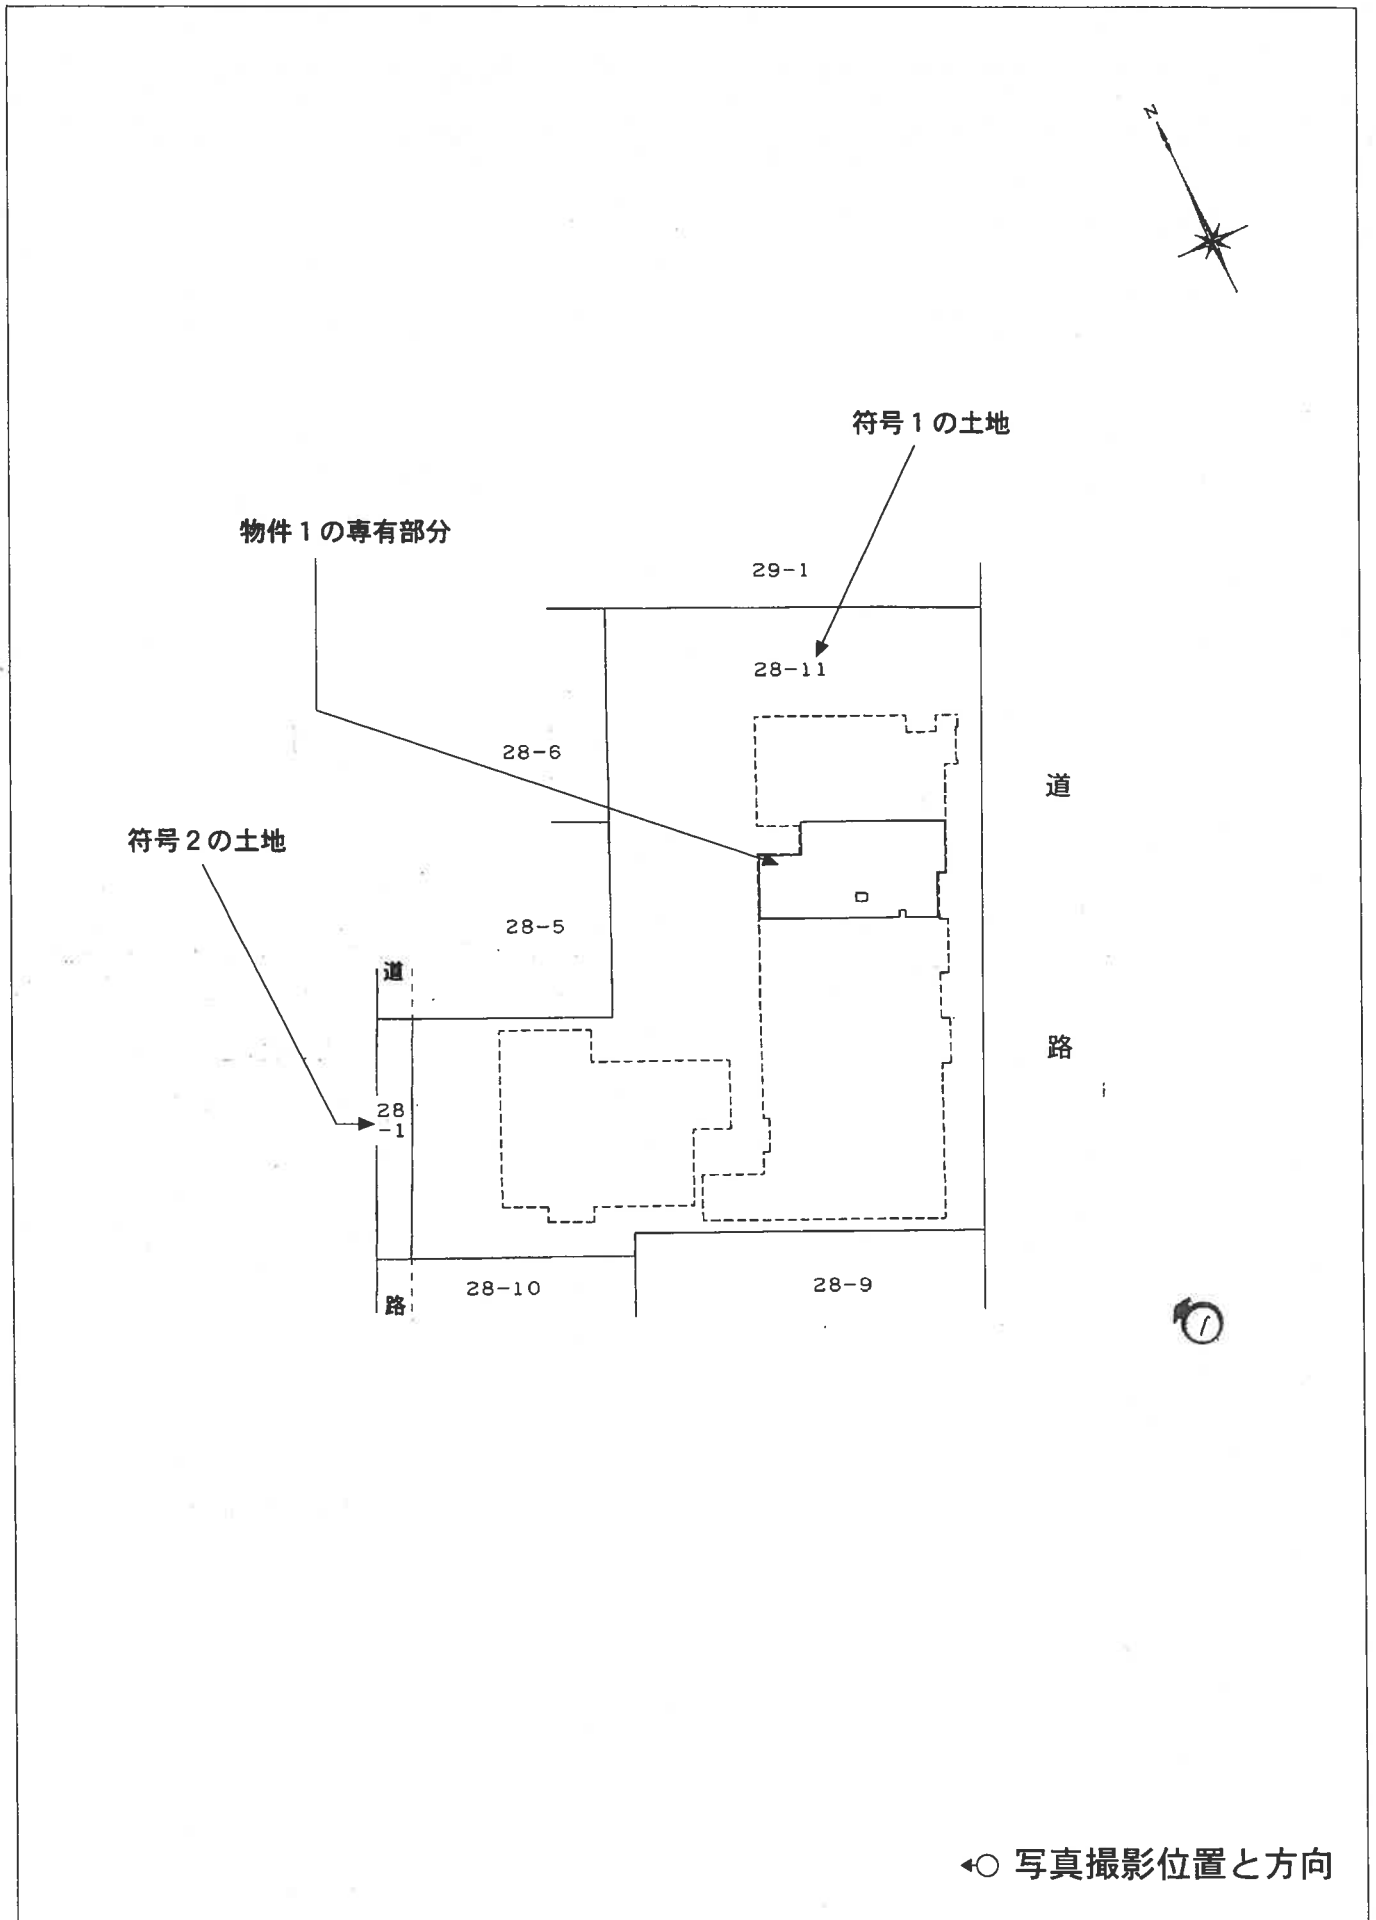 N
符号1の土地
物件1の専有部分
29-1
28-11
28-6
道
符号2の土地
28-5
道
路
28
-1
28-10
28-9
路
1
写真撮影位置と方向